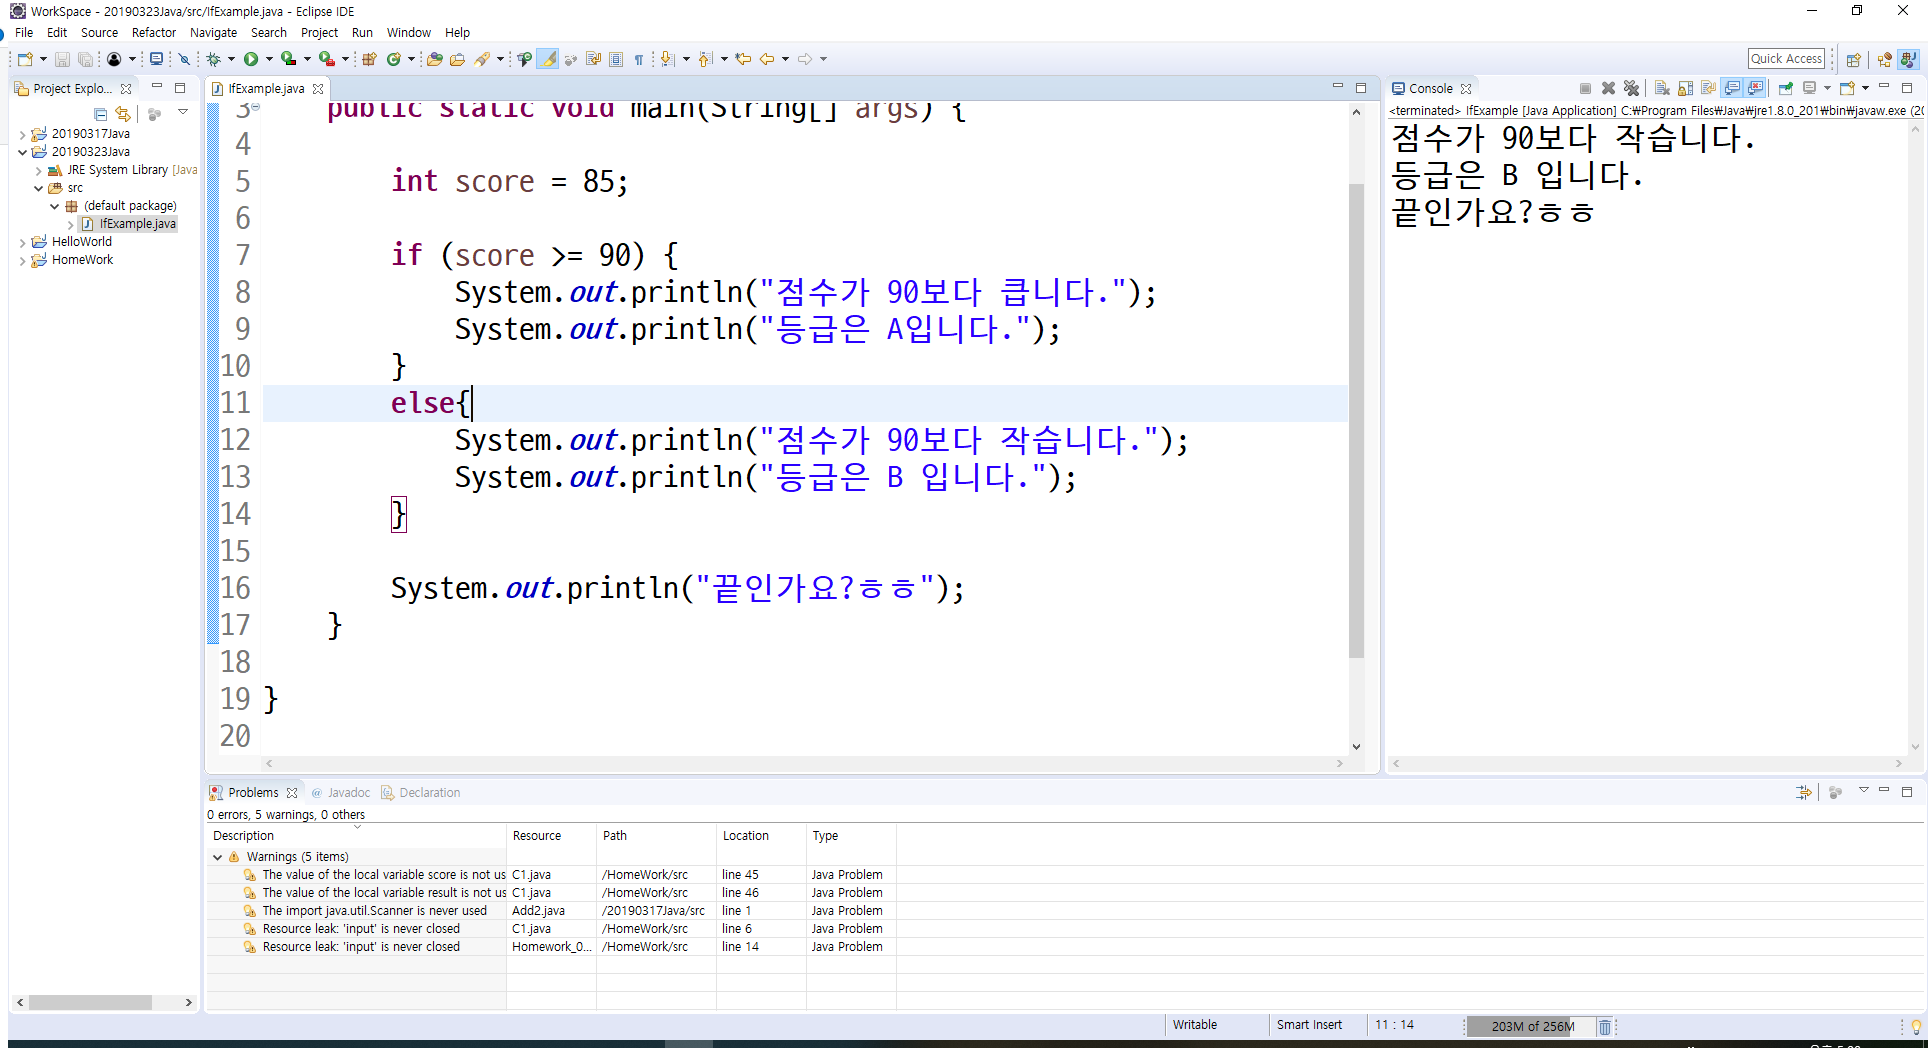 WorkSpace - 20190323Java/src/IfExample.java - Eclipse IDE
File Edit Source Refactor Navigate Search Project Run Window Help
Quick Access
Project Explo...
20190317Java
20190323Java
JRE System Library [Java
src
(default package)
IfExample.java
HelloWorld
HomeWork
IfExample.java
3 public static void main(String[] args) {
4
5 int score = 85;
6
7 if (score >= 90) {
8 System.out.println("점수가 90보다 큽니다.");
9 System.out.println("등급은 A입니다.");
10 }
11 else{
12 System.out.println("점수가 90보다 작습니다.");
13 System.out.println("등급은 B 입니다.");
14 }
15
16 System.out.println("끝인가요?ㅎㅎ");
17 }
18
19 }
20
Console
<terminated> IfExample [Java Application] C:₩Program Files₩Java₩jre1.8.0_201₩bin₩javaw.exe (20
점수가 90보다 작습니다.
등급은 B 입니다.
끝인가요?ㅎㅎ
Problems @ Javadoc Declaration
0 errors, 5 warnings, 0 others
Description Resource Path Location Type
Warnings (5 items)
The value of the local variable score is not us C1.java /HomeWork/src line 45 Java Problem
The value of the local variable result is not us C1.java /HomeWork/src line 46 Java Problem
The import java.util.Scanner is never used Add2.java /20190317Java/src line 1 Java Problem
Resource leak: 'input' is never closed C1.java /HomeWork/src line 6 Java Problem
Resource leak: 'input' is never closed Homework_0... /HomeWork/src line 14 Java Problem
Writable Smart Insert 11 : 14 203M of 256M